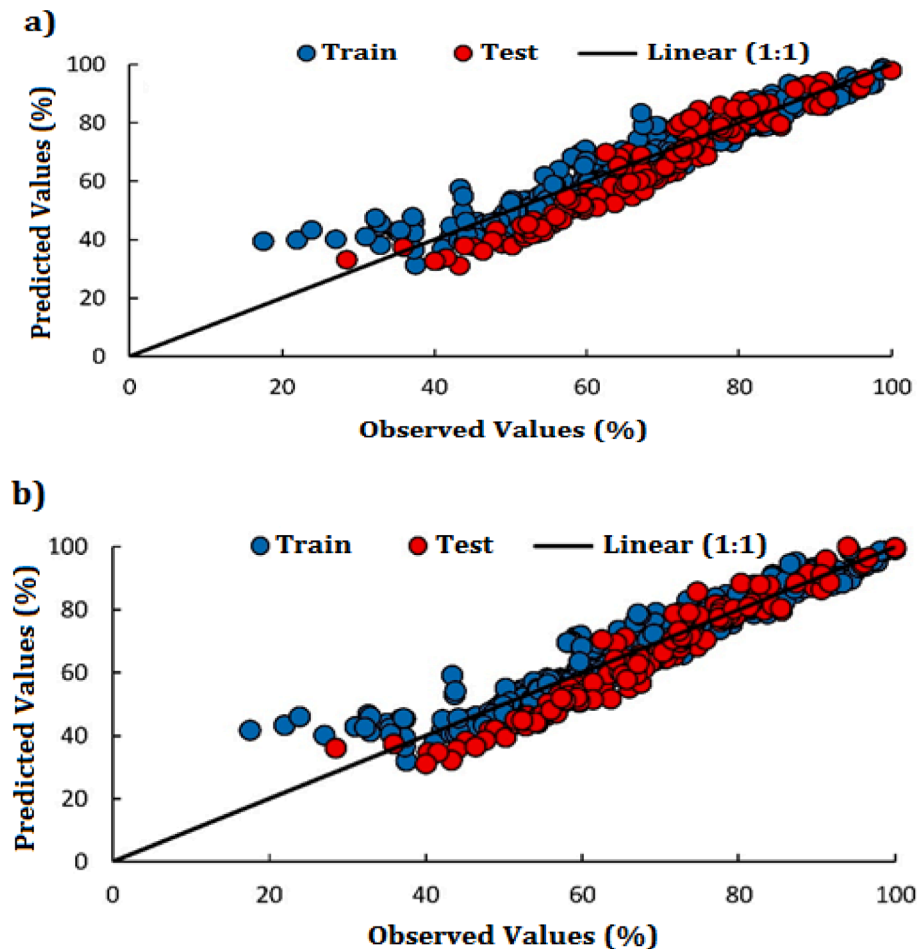 a)
Train Test Linear (1:1)
100
80
60
40
20
0
0 20 40 60 80 100
Predicted Values (%)
Observed Values (%)
b)
Train Test Linear (1:1)
100
80
60
40
20
0
0 20 40 60 80 100
Predicted Values (%)
Observed Values (%)